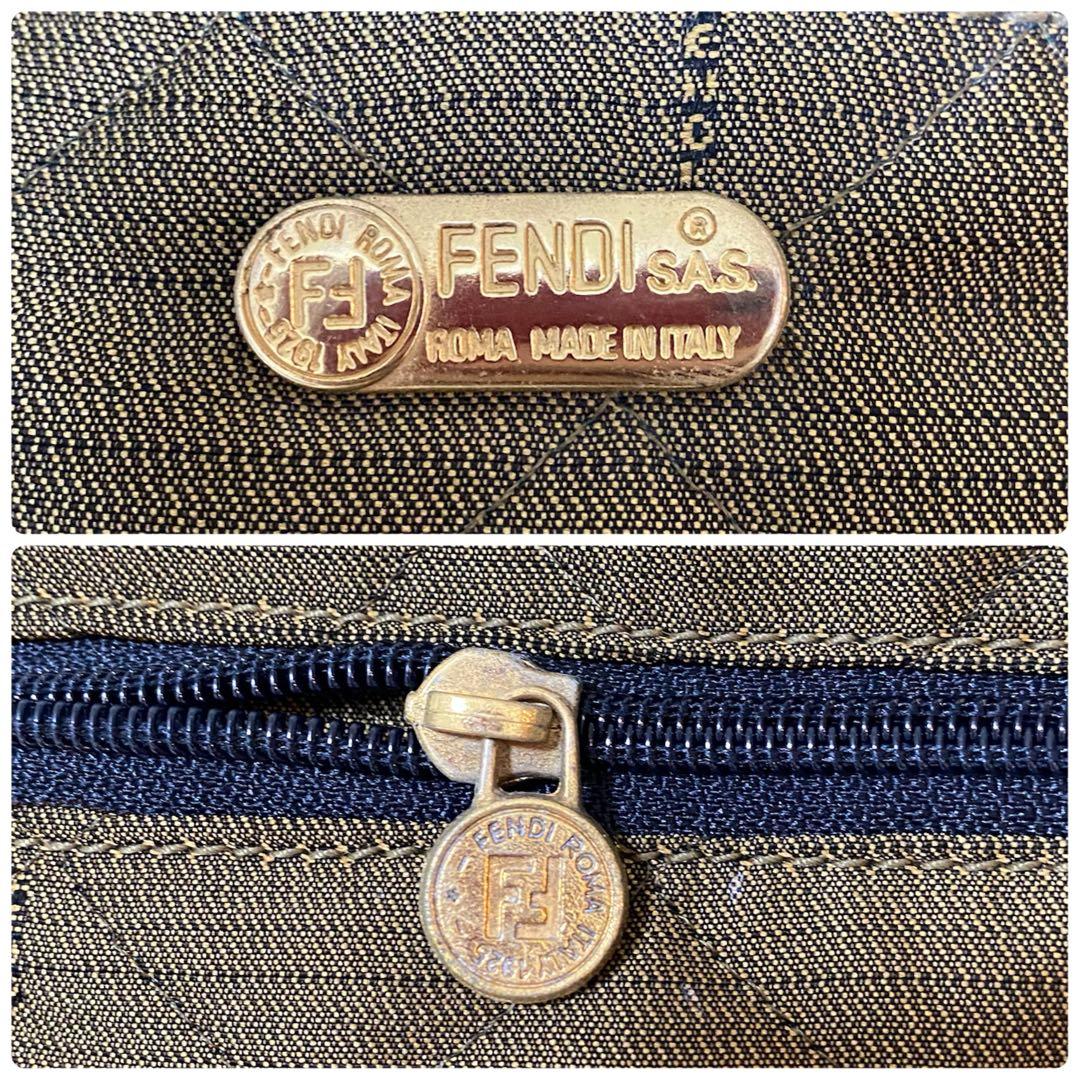 FENDI ROMA ITALY 1925
FF
FENDI S.A.S.®
ROMA MADE IN ITALY
FENDI ROMA ITALY 1925
FF